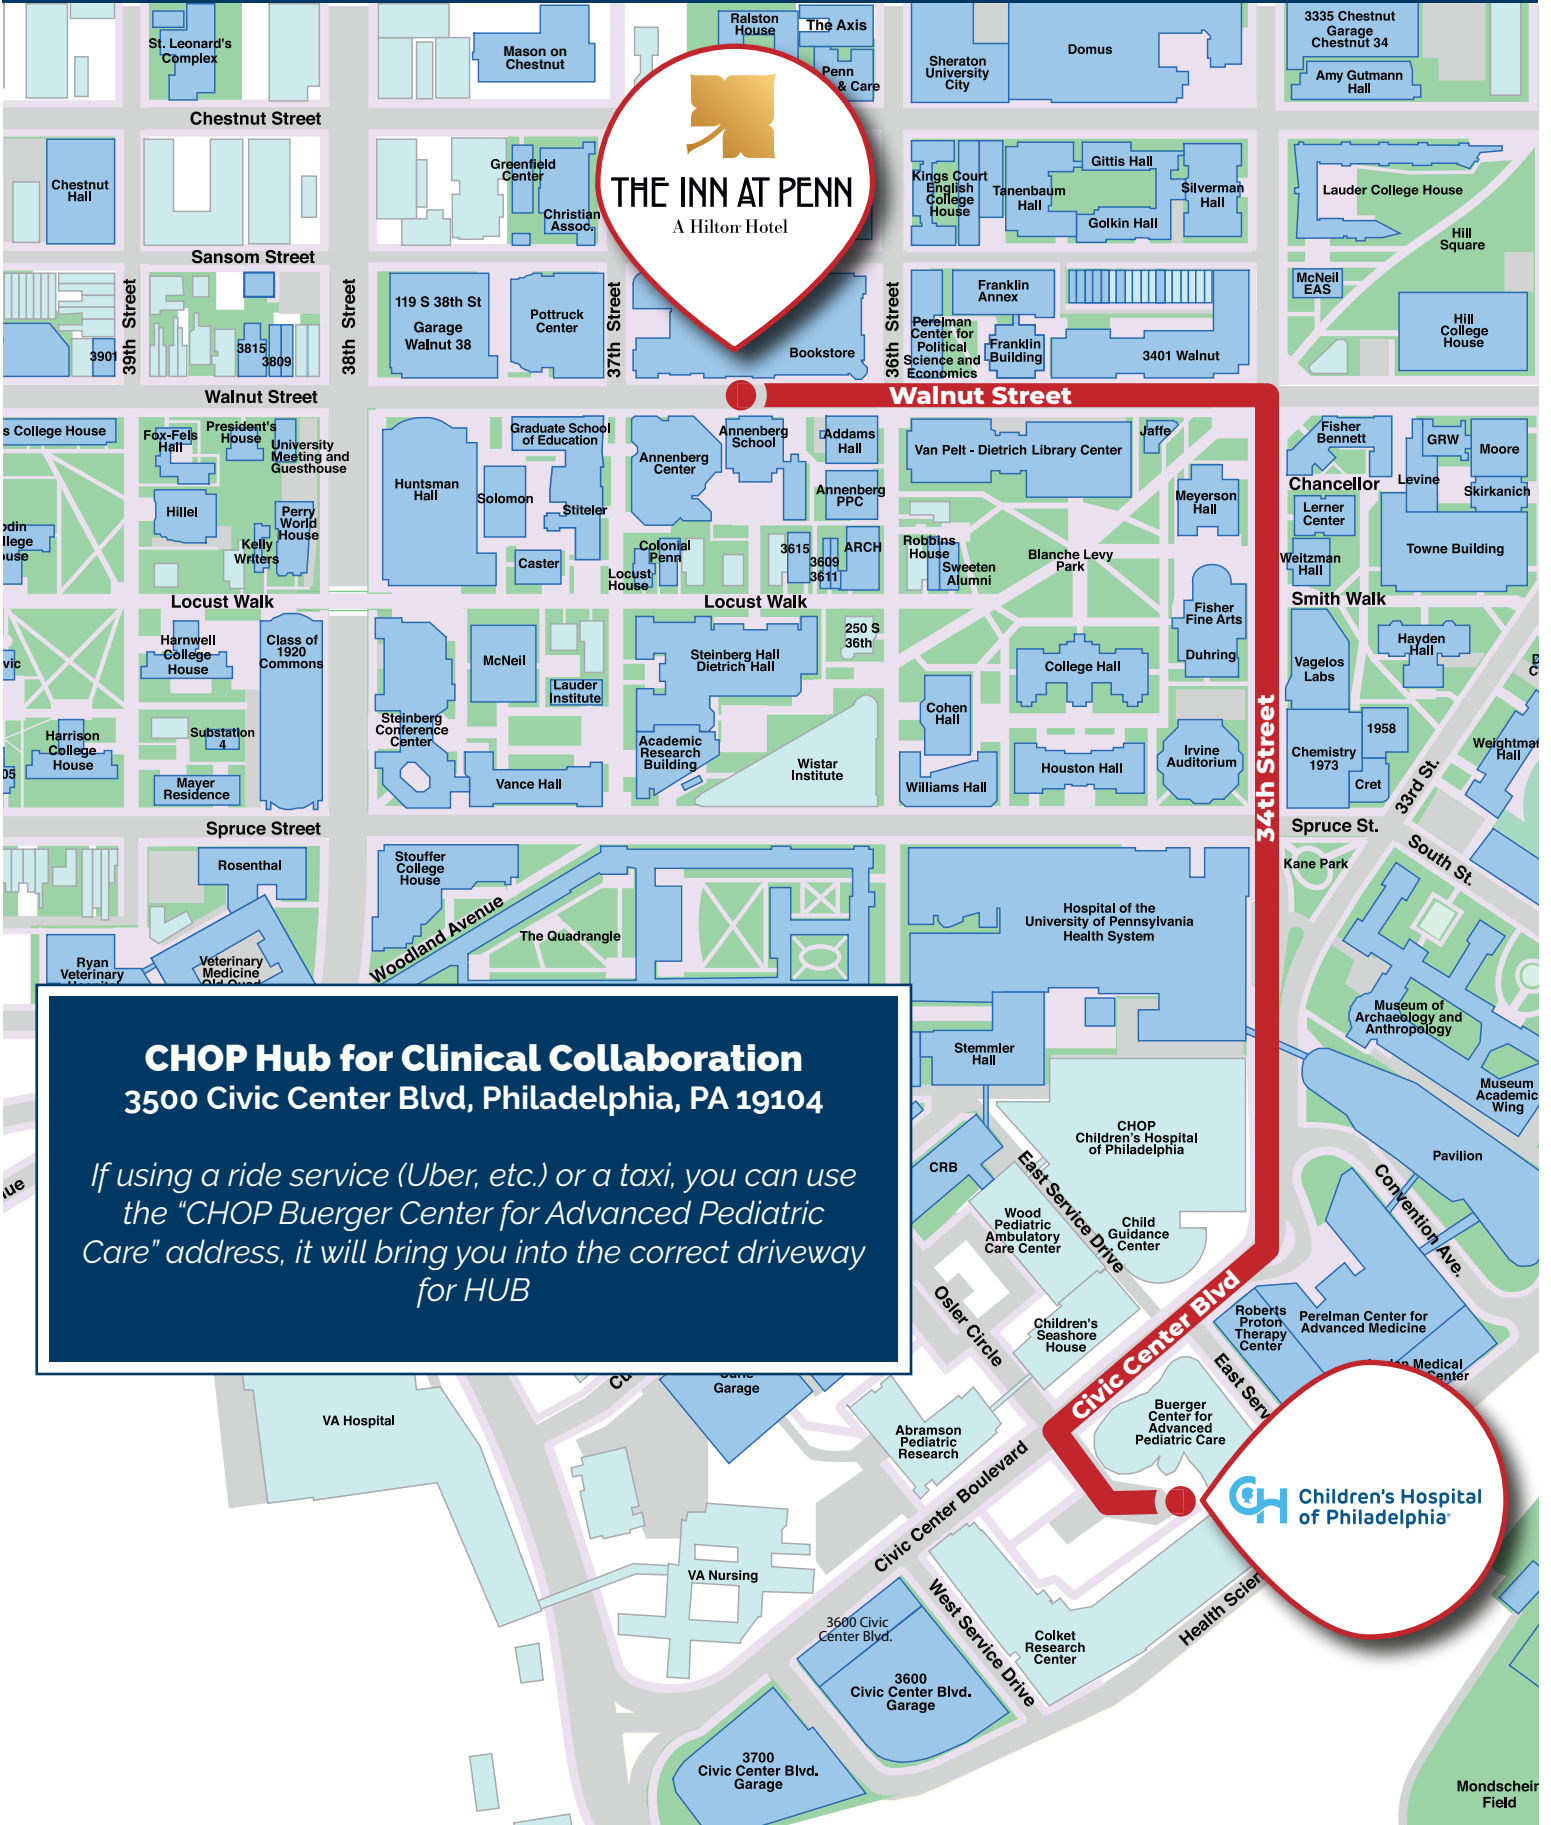 St. Leonard's
Complex
Mason on
Chestnut
Ralston
House
The Axis
Penn
& Care
Sheraton
University
City
Domus
3335 Chestnut
Garage
Chestnut 34
Amy Gutmann
Hall
Chestnut Street
Chestnut
Hall
Greenfield
Center
Christian
Assoc.
THE INN AT PENN
A Hilton Hotel
Kings Court
English
College
House
Tanenbaum
Hall
Gittis Hall
Golkin Hall
Silverman
Hall
Lauder College House
Hill
Square
Sansom Street
39th Street
38th Street
37th Street
36th Street
3901
3815
3809
119 S 38th St
Garage
Walnut 38
Pottruck
Center
Bookstore
Franklin
Annex
Perelman
Center for
Political
Science and
Economics
Franklin
Building
3401 Walnut
McNeil
EAS
Hill
College
House
Walnut Street
Walnut Street
s College House
Fox-Fels
Hall
President's
House
University
Meeting and
Guesthouse
Hillel
Perry
World
House
Kelly
Writers
Huntsman
Hall
Solomon
Graduate School
of Education
Stiteler
Caster
Annenberg
Center
Annenberg
School
Addams
Hall
Annenberg
PPC
Colonial
Penn
Locust
House
3615
3609
3611
ARCH
Van Pelt - Dietrich Library Center
Jaffe
Meyerson
Hall
Robbins
House
Sweeten
Alumni
Blanche Levy
Park
Fisher
Bennett
GRW
Moore
Chancellor
Levine
Skirkanich
Lerner
Center
Weitzman
Hall
Towne Building
Locust Walk
Locust Walk
Smith Walk
Harnwell
College
House
Class of
1920
Commons
Harrison
College
House
Substation
4
Mayer
Residence
McNeil
Lauder
Institute
Steinberg
Conference
Center
Vance Hall
Steinberg Hall
Dietrich Hall
250 S
36th
Academic
Research
Building
Wistar
Institute
Cohen
Hall
College Hall
Fisher
Fine Arts
Duhring
Williams Hall
Houston Hall
Irvine
Auditorium
34th Street
Vagelos
Labs
Hayden
Hall
1958
Chemistry
1973
Cret
33rd St.
Spruce Street
Spruce St.
South St.
Rosenthal
Stouffer
College
House
Woodland Avenue
The Quadrangle
Ryan
Veterinary
Veterinary
Medicine
Hospital of the
University of Pennsylvania
Health System
Kane Park
Stemmler
Hall
Museum of
Archaeology and
Anthropology
Museum
Academic
Wing
CHOP Hub for Clinical Collaboration
3500 Civic Center Blvd, Philadelphia, PA 19104
If using a ride service (Uber, etc.) or a taxi, you can use
the “CHOP Buerger Center for Advanced Pediatric
Care” address, it will bring you into the correct driveway
for HUB
CRB
CHOP
Children's Hospital
of Philadelphia
East Service Drive
Wood
Pediatric
Ambulatory
Care Center
Child
Guidance
Center
Pavilion
Convention Ave.
Osler Circle
Children's
Seashore
House
Civic Center Blvd
Roberts
Proton
Therapy
Center
Perelman Center for
Advanced Medicine
Medical
Center
East Serv
Garage
VA Hospital
Abramson
Pediatric
Research
Buerger
Center for
Advanced
Pediatric Care
Children's Hospital
of Philadelphia
Civic Center Boulevard
VA Nursing
West Service Drive
3600 Civic
Center Blvd.
3600
Civic Center Blvd.
Garage
Colket
Research
Center
Health Scien
3700
Civic Center Blvd.
Garage
Mondschein
Field